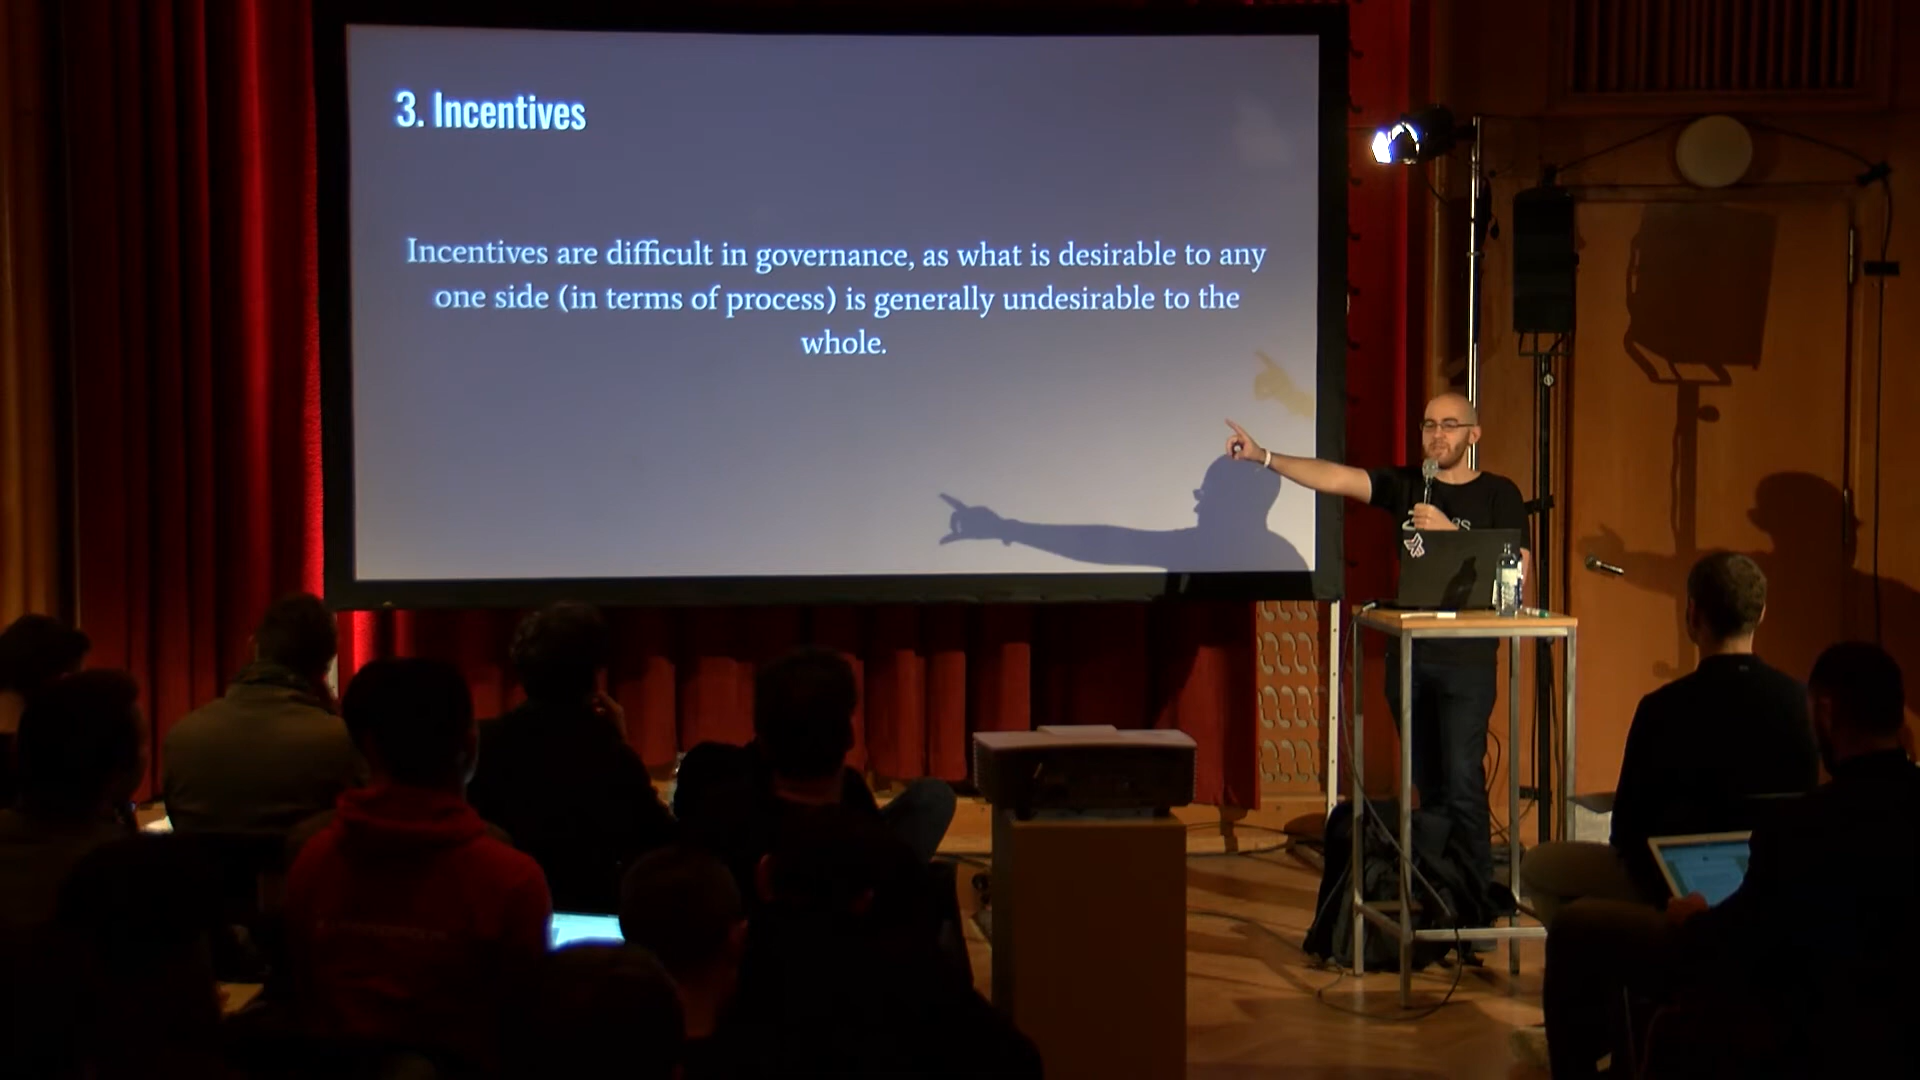 3. Incentives
Incentives are difficult in governance, as what is desirable to any
one side (in terms of process) is generally undesirable to the
whole.